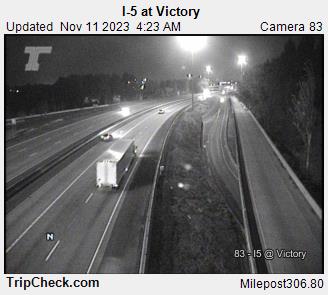 I-5 at Victory
Updated Nov 11 2023 4:23 AM Camera 83
T
N
83 - I5 @ Victory
TripCheck.com Milepost306.80